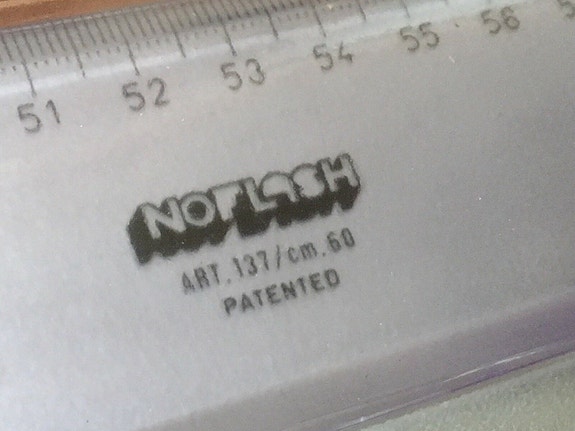 51 52 53 54 55 56
NOFLASH
ART.137/cm.60
PATENTED